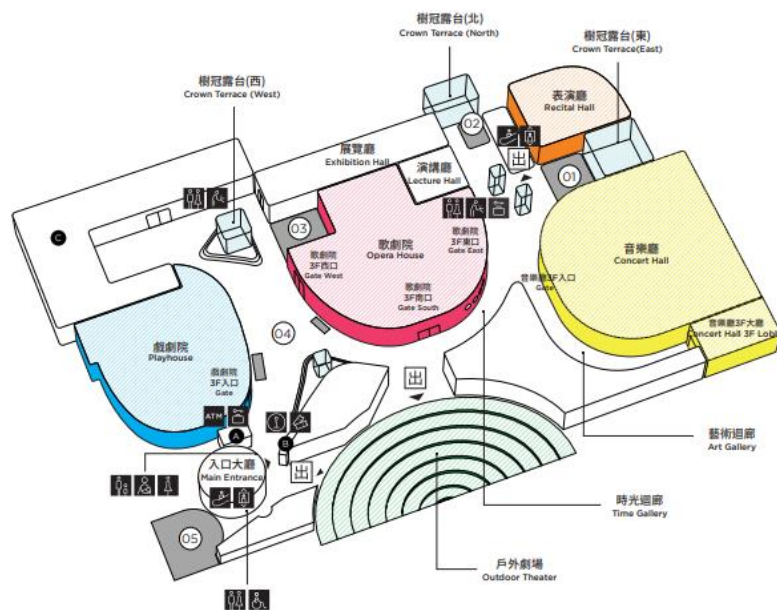 樹冠露台(北)
Crown Terrace (North)
樹冠露台(東)
Crown Terrace(East)
樹冠露台(西)
Crown Terrace (West)
表演廳
Recital Hall
02
出
展覽廳
Exhibition Hall
演講廳
Lecture Hall
01
C
03
歌劇院
3F西口
Gate West
歌劇院
Opera House
歌劇院
3F東口
Gate East
音樂廳
Concert Hall
歌劇院
3F南口
Gate South
音樂廳3F入口
Gate
音樂廳3F大廳
Concert Hall 3F Lobb
04
戲劇院
Playhouse
戲劇院
3F入口
Gate
出
ATM
A
B
藝術迴廊
Art Gallery
入口大廳
Main Entrance
出
時光迴廊
Time Gallery
05
戶外劇場
Outdoor Theater